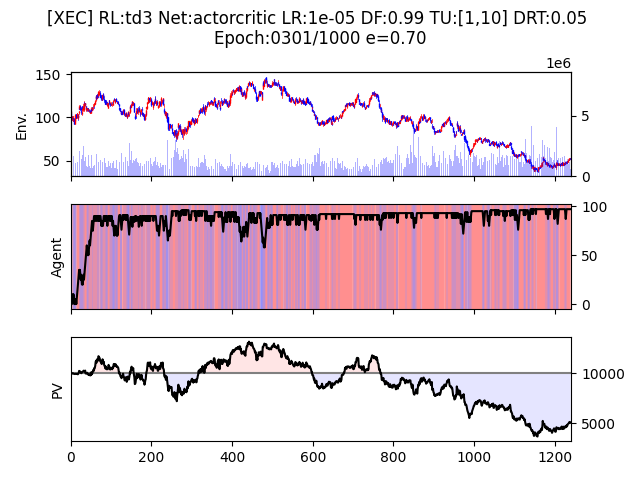 [XEC] RL:td3 Net:actorcritic LR:1e-05 DF:0.99 TU:[1,10] DRT:0.05
Epoch:0301/1000 e=0.70
1e6
150
100
50
Env.
5
0
Agent
100
50
0
PV
10000
5000
0 200 400 600 800 1000 1200